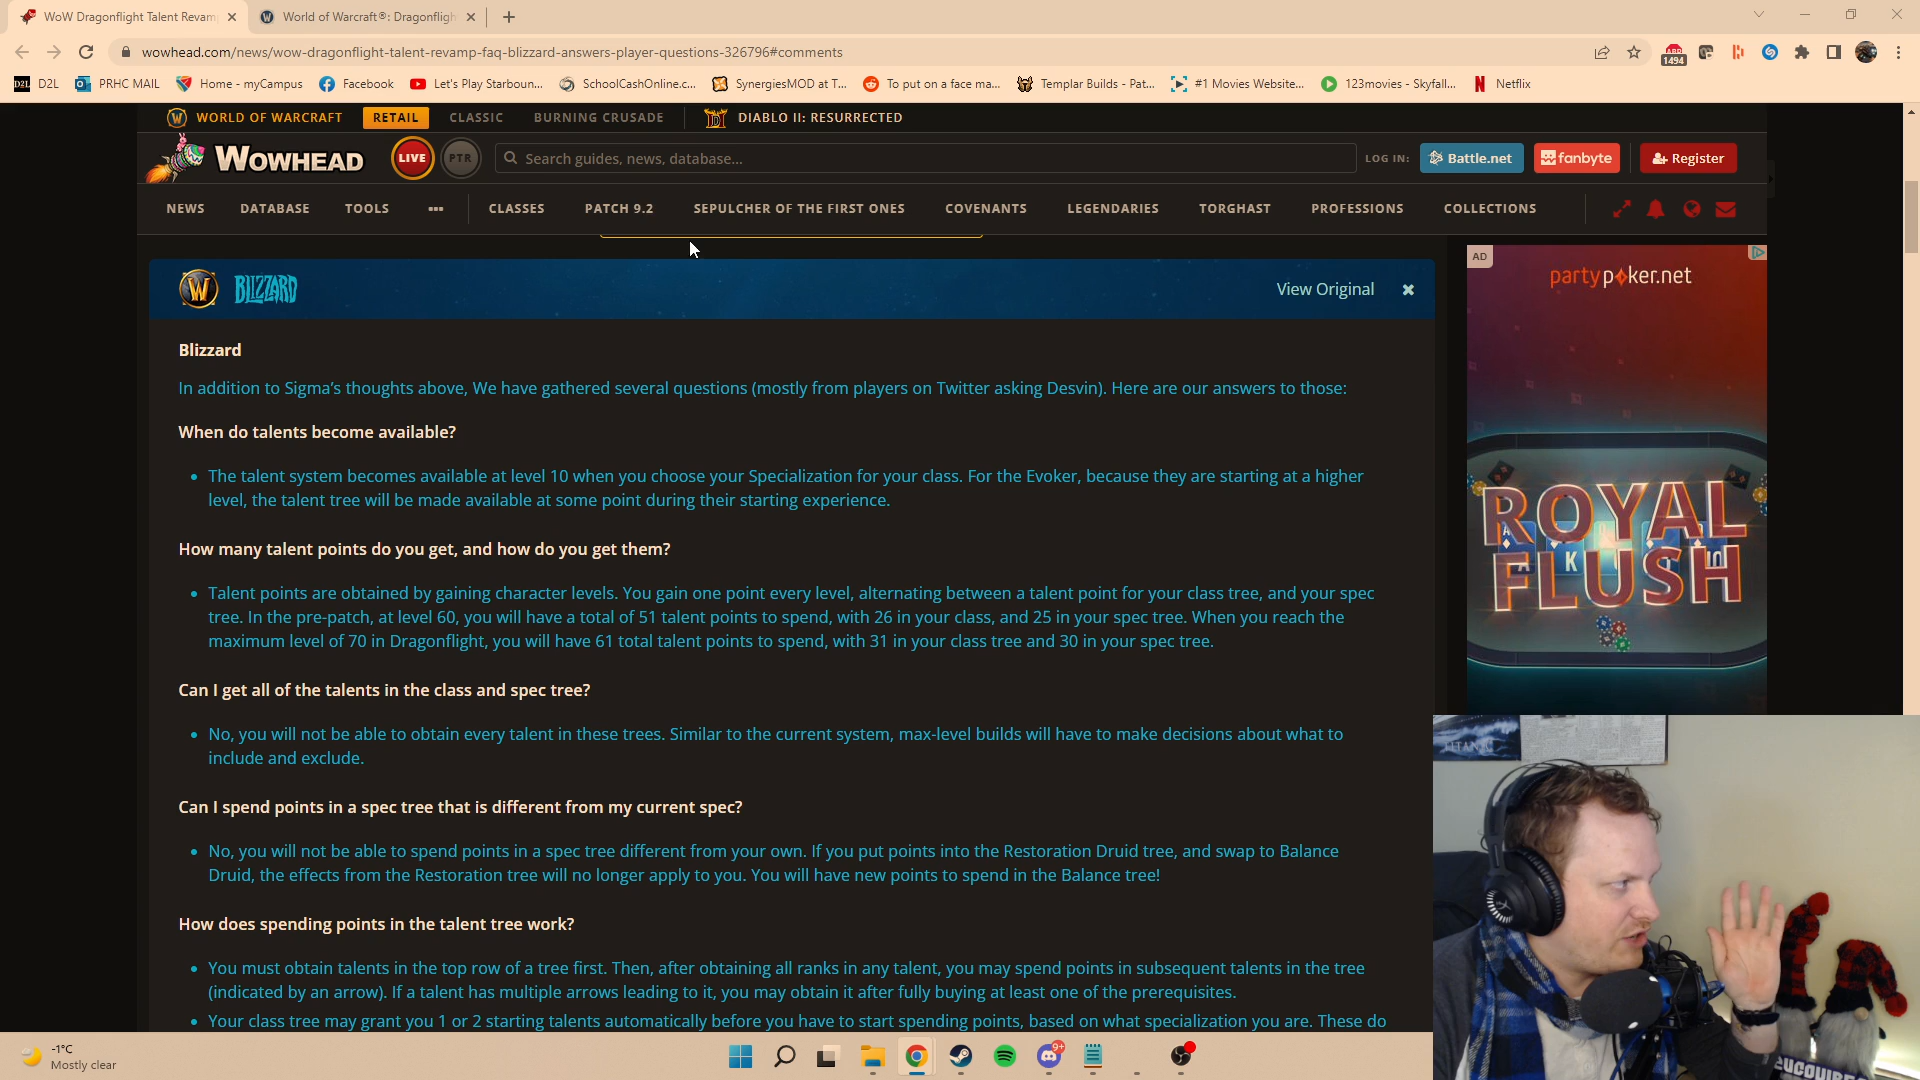 WoW Dragonflight Talent Revam
World of Warcraft®: Dragonfligh
wowhead.com/news/wow-dragonflight-talent-revamp-faq-blizzard-answers-player-questions-326796#comments
1494
D2L
D2L
PRHC MAIL
Home - myCampus
Facebook
Let's Play Starboun...
SchoolCashOnline.c...
SynergiesMOD at T...
To put on a face ma...
Templar Builds - Pat...
#1 Movies Website...
123movies - Skyfall...
Netflix
WORLD OF WARCRAFT
RETAIL
CLASSIC
BURNING CRUSADE
DIABLO II: RESURRECTED
WOWHEAD
LIVE
PTR
Search guides, news, database...
LOG IN:
Battle.net
fanbyte
Register
NEWS
DATABASE
TOOLS
CLASSES
PATCH 9.2
SEPULCHER OF THE FIRST ONES
COVENANTS
LEGENDARIES
TORGHAST
PROFESSIONS
COLLECTIONS
BLIZZARD
View Original
AD
partypoker.net
Blizzard
In addition to Sigma's thoughts above, We have gathered several questions (mostly from players on Twitter asking Desvin). Here are our answers to those:
When do talents become available?
The talent system becomes available at level 10 when you choose your Specialization for your class. For the Evoker, because they are starting at a higher
level, the talent tree will be made available at some point during their starting experience.
How many talent points do you get, and how do you get them?
Talent points are obtained by gaining character levels. You gain one point every level, alternating between a talent point for your class tree, and your spec
tree. In the pre-patch, at level 60, you will have a total of 51 talent points to spend, with 26 in your class, and 25 in your spec tree. When you reach the
maximum level of 70 in Dragonflight, you will have 61 total talent points to spend, with 31 in your class tree and 30 in your spec tree.
ROYAL
FLUSH
Can I get all of the talents in the class and spec tree?
No, you will not be able to obtain every talent in these trees. Similar to the current system, max-level builds will have to make decisions about what to
include and exclude.
TITANIC
Can I spend points in a spec tree that is different from my current spec?
No, you will not be able to spend points in a spec tree different from your own. If you put points into the Restoration Druid tree, and swap to Balance
Druid, the effects from the Restoration tree will no longer apply to you. You will have new points to spend in the Balance tree!
How does spending points in the talent tree work?
You must obtain talents in the top row of a tree first. Then, after obtaining all ranks in any talent, you may spend points in subsequent talents in the tree
(indicated by an arrow). If a talent has multiple arrows leading to it, you may obtain it after fully buying at least one of the prerequisites.
Your class tree may grant you 1 or 2 starting talents automatically before you have to start spending points, based on what specialization you are. These do
-1°C
Mostly clear
9+